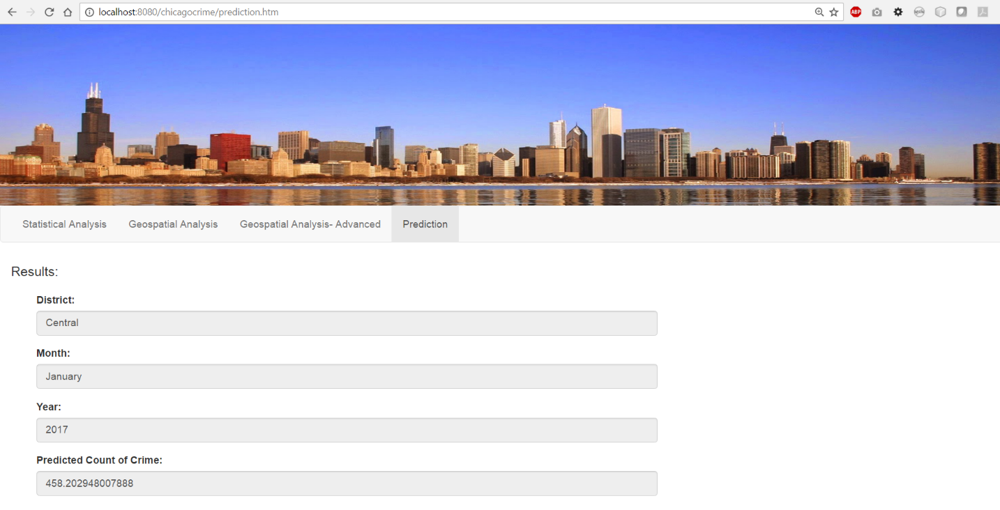 localhost:8080/chicagocrime/prediction.htm
ABP
Statistical Analysis Geospatial Analysis Geospatial Analysis- Advanced Prediction
Results:
District:
Central
Month:
January
Year:
2017
Predicted Count of Crime:
458.202948007888